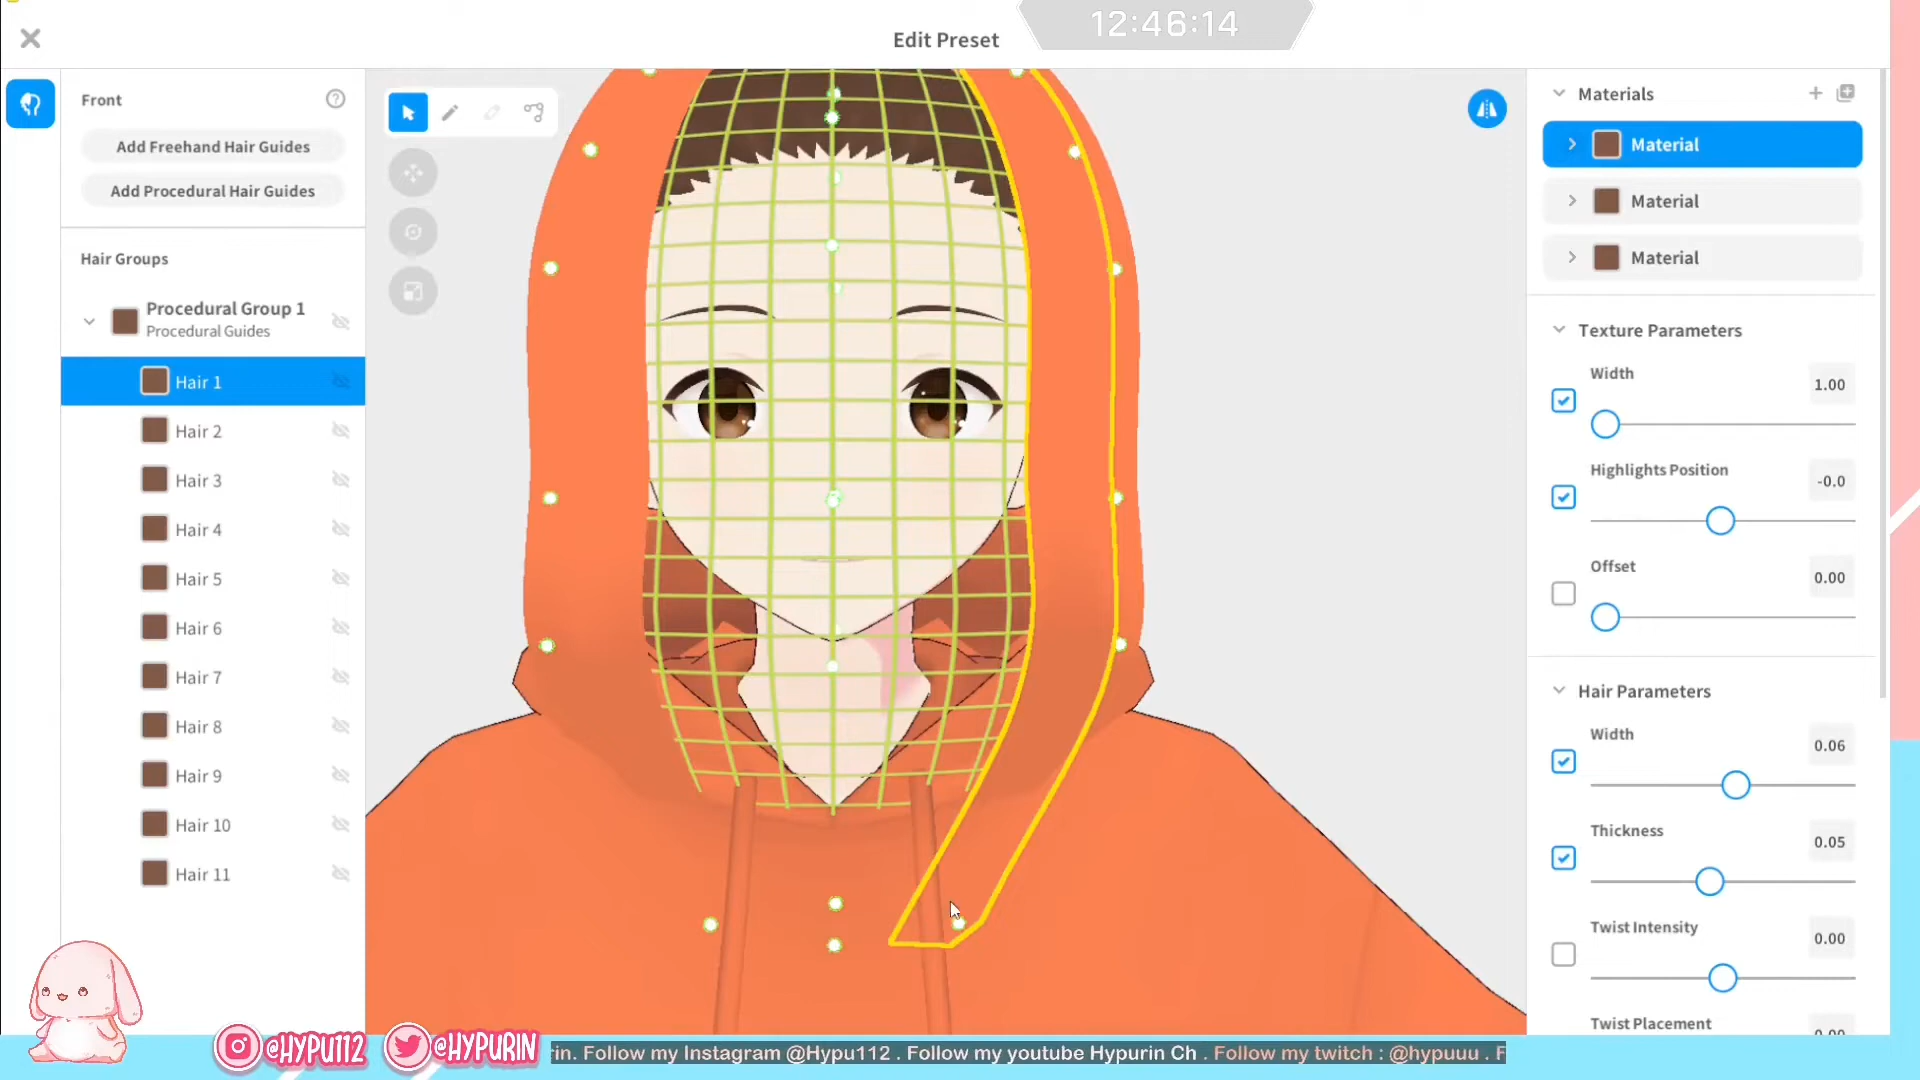 12:46:14
Edit Preset
Front
Add Freehand Hair Guides
Add Procedural Hair Guides
Hair Groups
Procedural Group 1
Procedural Guides
Hair 1
Hair 2
Hair 3
Hair 4
Hair 5
Hair 6
Hair 7
Hair 8
Hair 9
Hair 10
Hair 11
Materials
Material
Material
Material
Texture Parameters
Width
1.00
Highlights Position
-0.0
Offset
0.00
Hair Parameters
Width
0.06
Thickness
0.05
Twist Intensity
0.00
Twist Placement
@HYPU112
@HYPURIN
in. Follow my Instagram @Hypu112 . Follow my youtube Hypurin Ch . Follow my twitch : @hypuuu . F